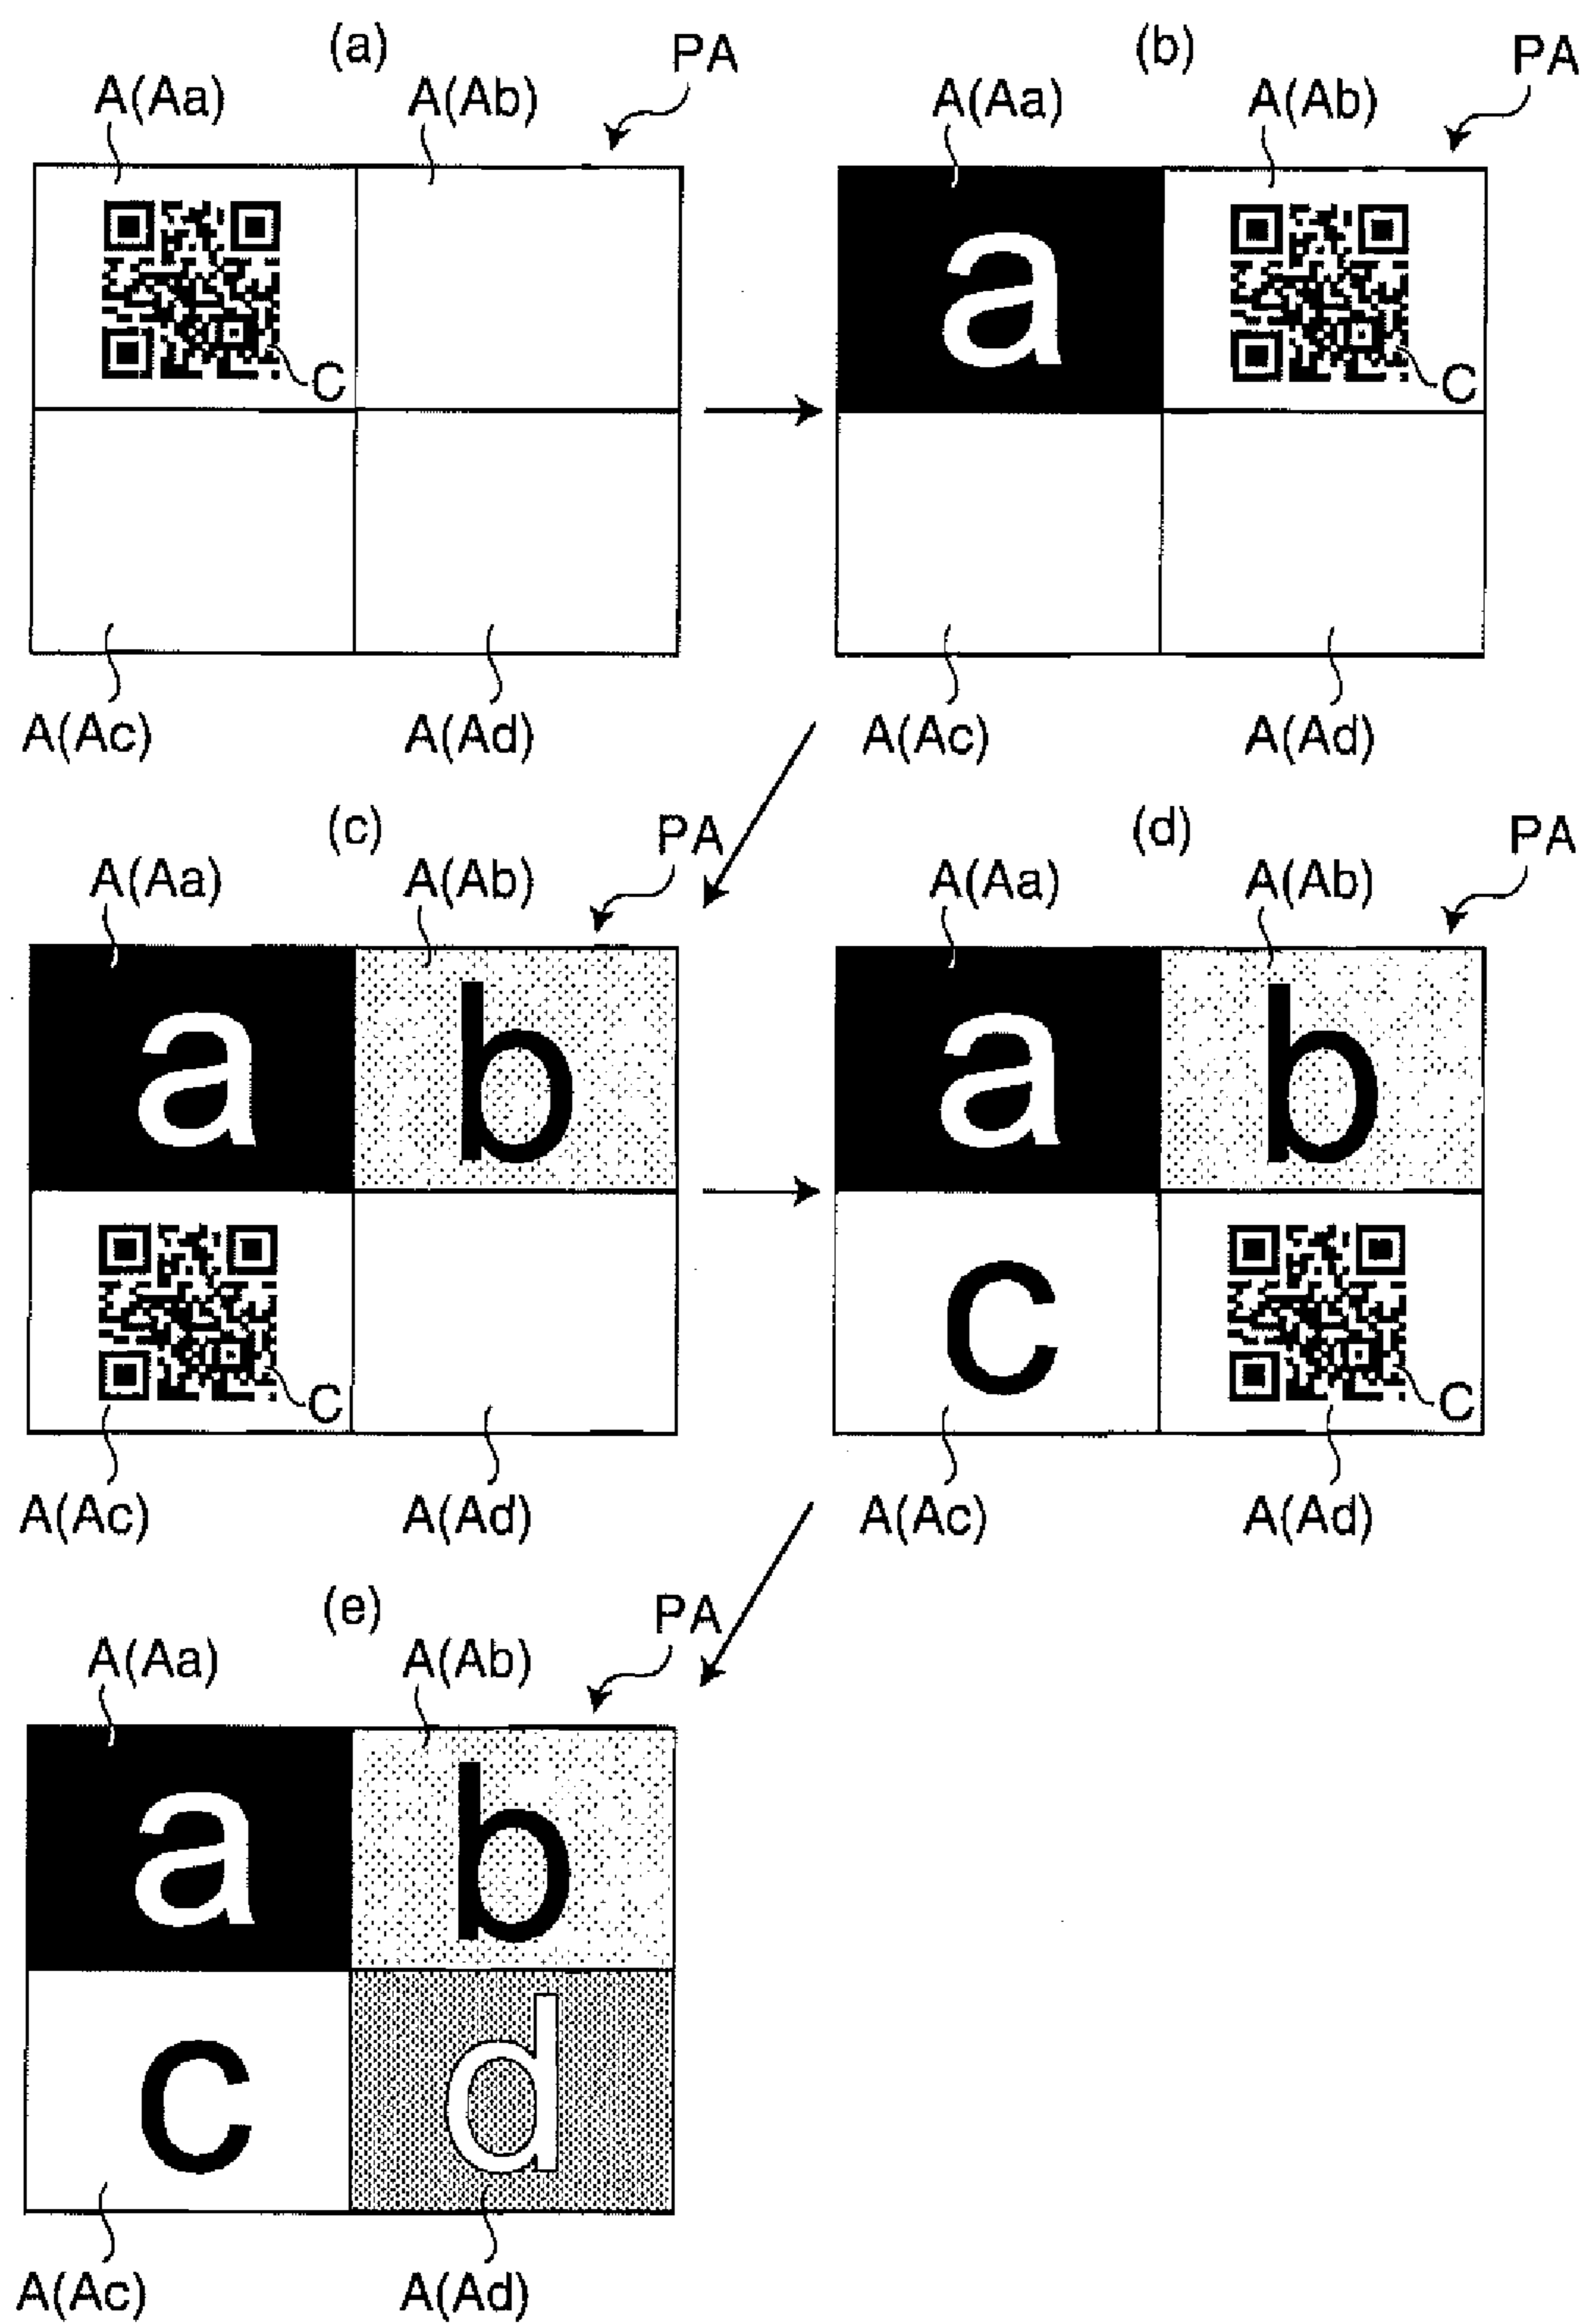 (a) PA (b) PA
A(Aa) A(Ab) A(Aa) A(Ab)
a
C C
A(Ac) A(Ad) A(Ac) A(Ad)
(c) PA (d) PA
A(Aa) A(Ab) A(Aa) A(Ab)
a b a b
c
C C
A(Ac) A(Ad) A(Ac) A(Ad)
(e) PA
A(Aa) A(Ab)
a b
c d
A(Ac) A(Ad)